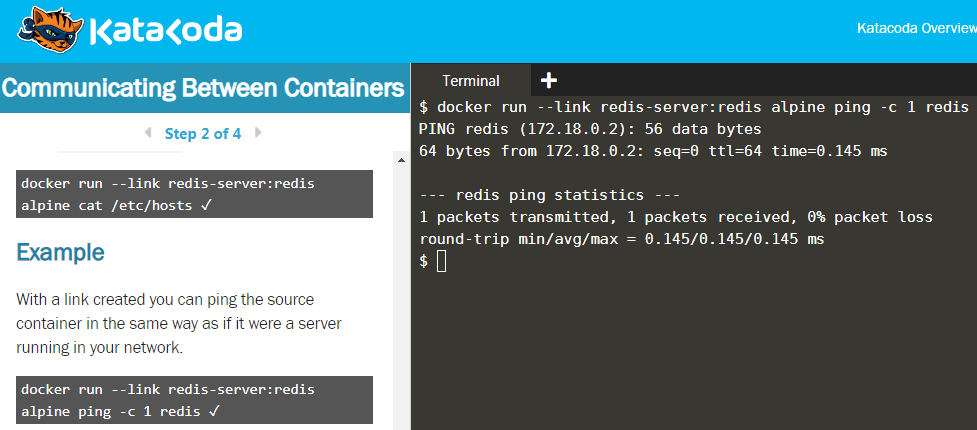 Katacoda
Katacoda Overview
Communicating Between Containers
Step 2 of 4
docker run --link redis-server:redis
alpine cat /etc/hosts ✓
Example
With a link created you can ping the source
container in the same way as if it were a server
running in your network.
docker run --link redis-server:redis
alpine ping -c 1 redis ✓
Terminal
$ docker run --link redis-server:redis alpine ping -c 1 redis
PING redis (172.18.0.2): 56 data bytes
64 bytes from 172.18.0.2: seq=0 ttl=64 time=0.145 ms
--- redis ping statistics ---
1 packets transmitted, 1 packets received, 0% packet loss
round-trip min/avg/max = 0.145/0.145/0.145 ms
$